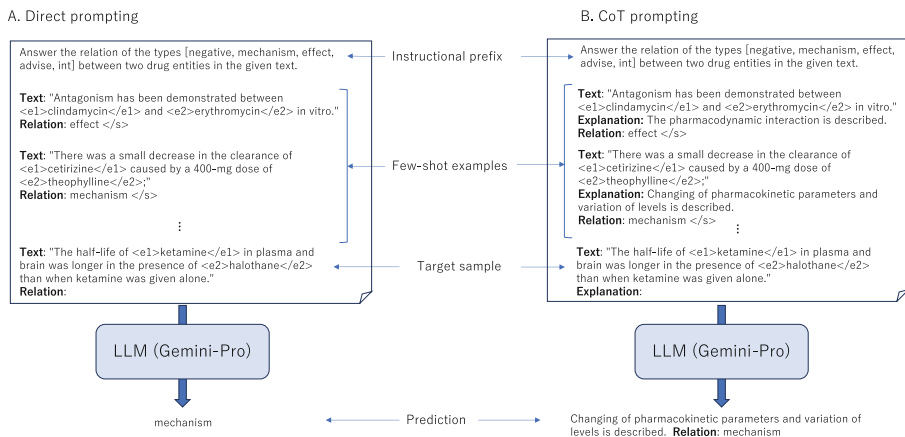 A. Direct prompting
Answer the relation of the types [negative, mechanism, effect,
advise, int] between two drug entities in the given text.
Text: "Antagonism has been demonstrated between
<e1>clindamycin</e1> and <e2>erythromycin</e2> in vitro."
Relation: effect </s>
Text: "There was a small decrease in the clearance of
<e1>cetirizine</e1> caused by a 400-mg dose of
<e2>theophylline</e2>;"
Relation: mechanism </s>
⋮
Text: "The half-life of <e1>ketamine</e1> in plasma and
brain was longer in the presence of <e2>halothane</e2>
than when ketamine was given alone."
Relation:
LLM (Gemini-Pro)
mechanism
Instructional prefix
Few-shot examples
Target sample
Prediction
B. CoT prompting
Answer the relation of the types [negative, mechanism, effect,
advise, int] between two drug entities in the given text.
Text: "Antagonism has been demonstrated between
<e1>clindamycin</e1> and <e2>erythromycin</e2> in vitro."
Explanation: The pharmacodynamic interaction is described.
Relation: effect </s>
Text: "There was a small decrease in the clearance of
<e1>cetirizine</e1> caused by a 400-mg dose of
<e2>theophylline</e2>;"
Explanation: Changing of pharmacokinetic parameters and
variation of levels is described.
Relation: mechanism </s>
⋮
Text: "The half-life of <e1>ketamine</e1> in plasma and
brain was longer in the presence of <e2>halothane</e2>
than when ketamine was given alone."
Explanation:
LLM (Gemini-Pro)
Changing of pharmacokinetic parameters and variation of
levels is described. Relation: mechanism